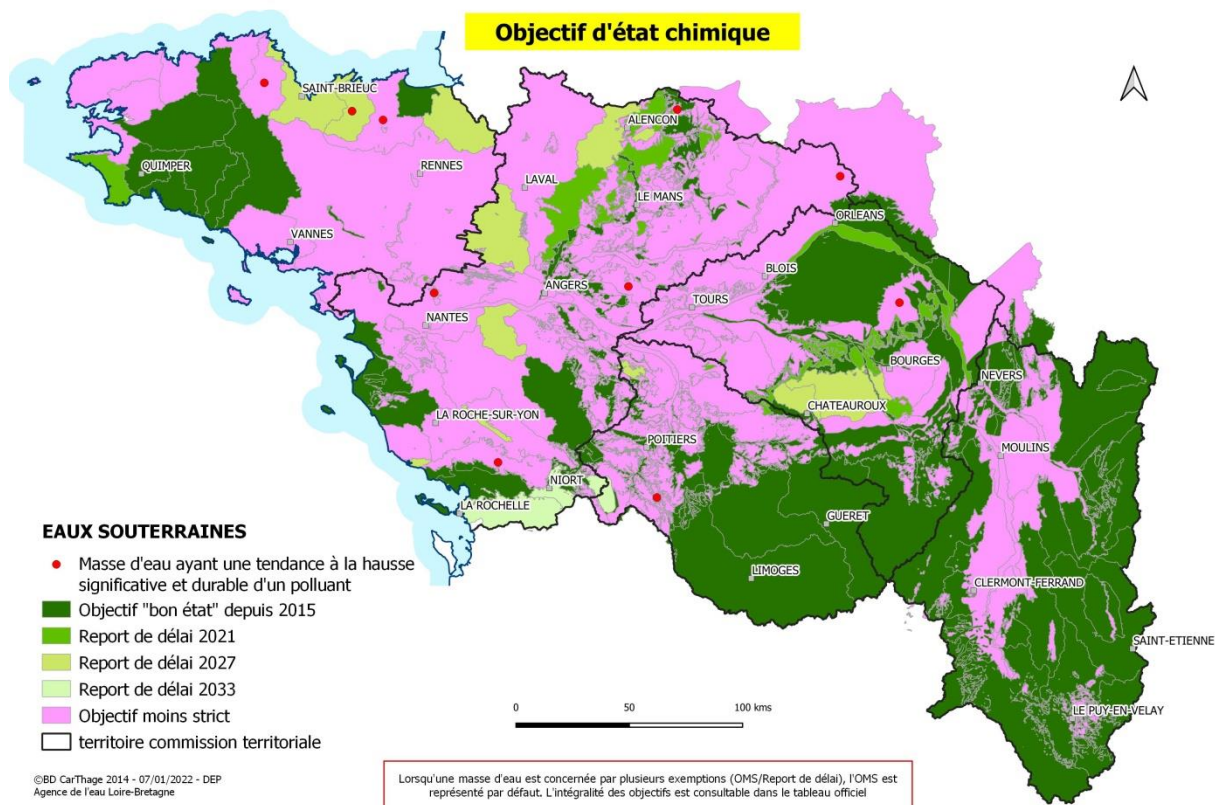 Objectif d'état chimique
SAINT-BRIEUC
ALENCON
QUIMPER
RENNES
LAVAL
LE MANS
ORLEANS
VANNES
BLOIS
ANGERS
TOURS
NANTES
BOURGES
NEVERS
CHATEAUROUX
LA ROCHE-SUR-YON
POITIERS
MOULINS
NIORT
LA ROCHELLE
GUERET
LIMOGES
CLERMONT-FERRAND
SAINT-ETIENNE
LE PUY-EN-VELAY
EAUX SOUTERRAINES
Masse d'eau ayant une tendance à la hausse
significative et durable d'un polluant
Objectif "bon état" depuis 2015
Report de délai 2021
Report de délai 2027
Report de délai 2033
Objectif moins strict
territoire commission territoriale
0 50 100 kms
©BD CarThage 2014 - 07/01/2022 - DEP
Agence de l'eau Loire-Bretagne
Lorsqu'une masse d'eau est concernée par plusieurs exemptions (OMS/Report de délai), l'OMS est
représenté par défaut. L'intégralité des objectifs est consultable dans le tableau officiel